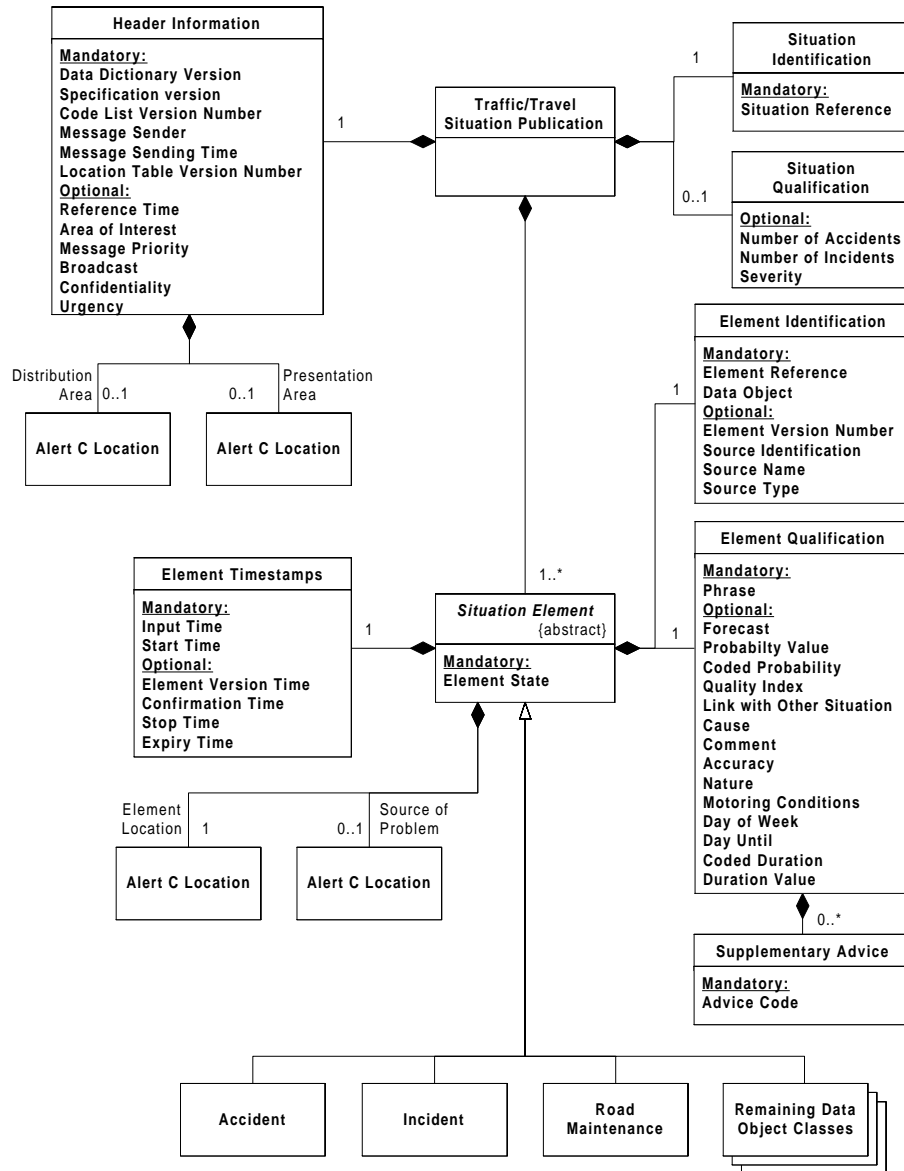 Header Information
Mandatory:
Data Dictionary Version
Specification version
Code List Version Number
Message Sender
Message Sending Time
Location Table Version Number
Optional:
Reference Time
Area of Interest
Message Priority
Broadcast
Confidentiality
Urgency
1
Traffic/Travel
Situation Publication
1
Situation
Identification
Mandatory:
Situation Reference
0..1
Situation
Qualification
Optional:
Number of Accidents
Number of Incidents
Severity
Distribution
Area
0..1
Alert C Location
0..1
Presentation
Area
Alert C Location
1
Element Identification
Mandatory:
Element Reference
Data Object
Optional:
Element Version Number
Source Identification
Source Name
Source Type
Element Timestamps
Mandatory:
Input Time
Start Time
Optional:
Element Version Time
Confirmation Time
Stop Time
Expiry Time
1
1..*
Situation Element
{abstract}
Mandatory:
Element State
1
Element Qualification
Mandatory:
Phrase
Optional:
Forecast
Probabilty Value
Coded Probability
Quality Index
Link with Other Situation
Cause
Comment
Accuracy
Nature
Motoring Conditions
Day of Week
Day Until
Coded Duration
Duration Value
Element
Location
1
Alert C Location
0..1
Source of
Problem
Alert C Location
0..*
Supplementary Advice
Mandatory:
Advice Code
Accident
Incident
Road
Maintenance
Remaining Data
Object Classes